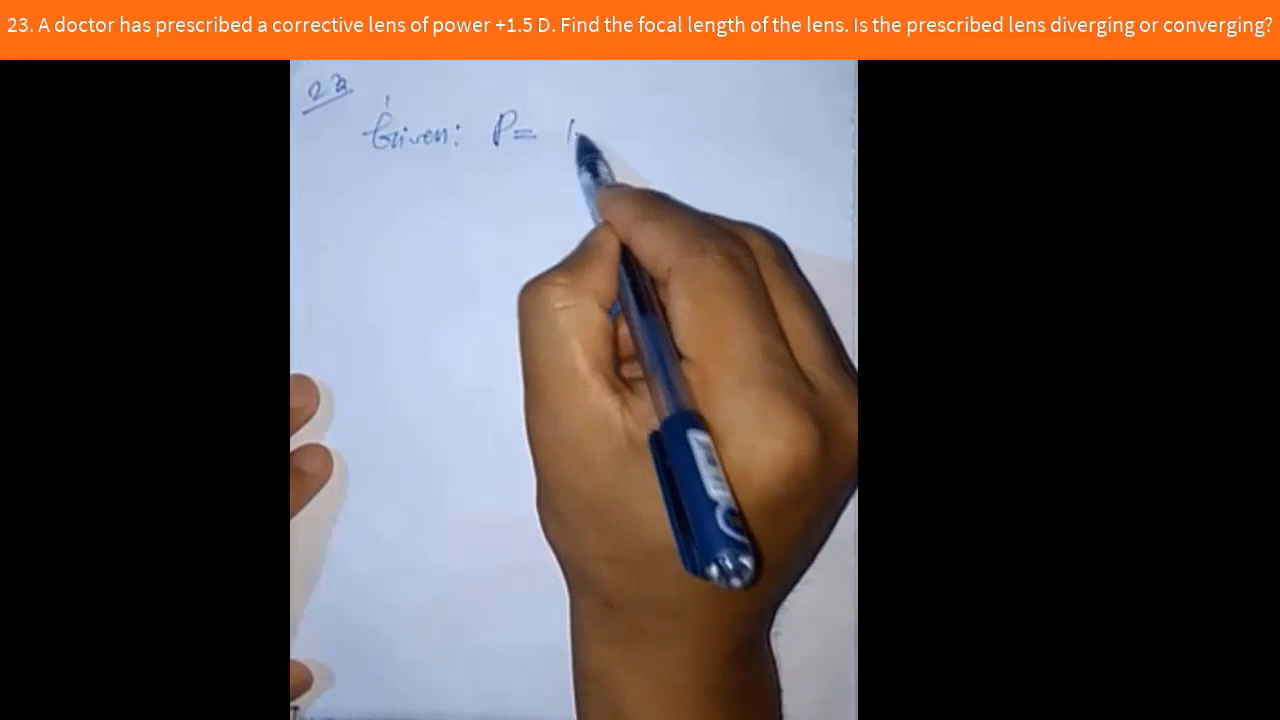 23. A doctor has prescribed a corrective lens of power +1.5 D. Find the focal length of the lens. Is the prescribed lens diverging or converging?
23
Given: P= 1